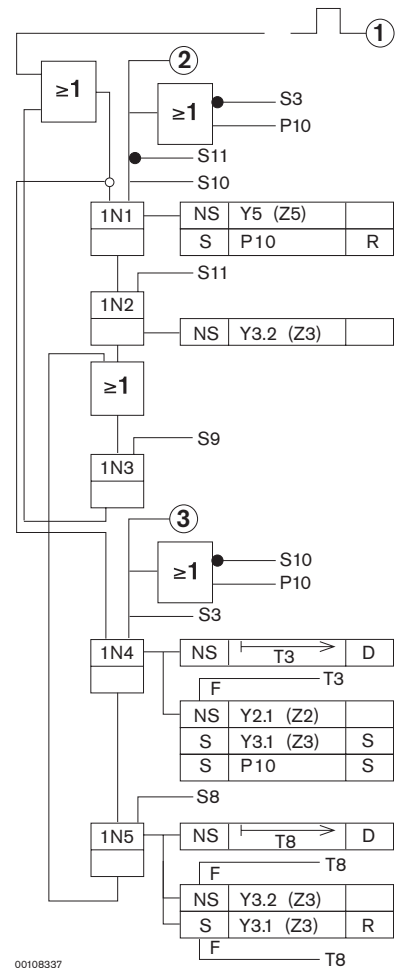 1
≥1
2
≥1
S3
P10
S11
S10
1N1
NS Y5 (Z5)
S P10 R
S11
1N2
NS Y3.2 (Z3)
≥1
S9
1N3
3
≥1
S10
P10
S3
1N4
NS T3 D
T3
F
NS Y2.1 (Z2)
S Y3.1 (Z3) S
S P10 S
S8
1N5
NS T8 D
T8
F
NS Y3.2 (Z3)
S Y3.1 (Z3) R
F
T8
00108337